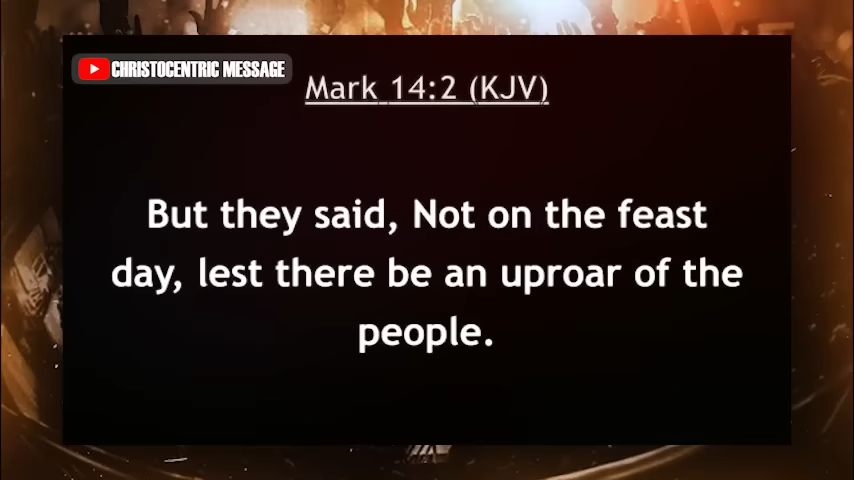 CHRISTOCENTRIC MESSAGE
Mark 14:2 (KJV)
But they said, Not on the feast
day, lest there be an uproar of the
people.